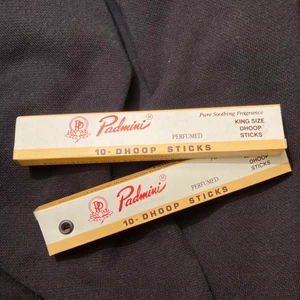 Pure Soothing Fragrance
Padmini®
PERFUMED
KING SIZE
DHOOP
STICKS
10- DHOOP STICKS
Padmini®
PERFUMED
DHOOP
STICKS
10- DHOOP STICKS